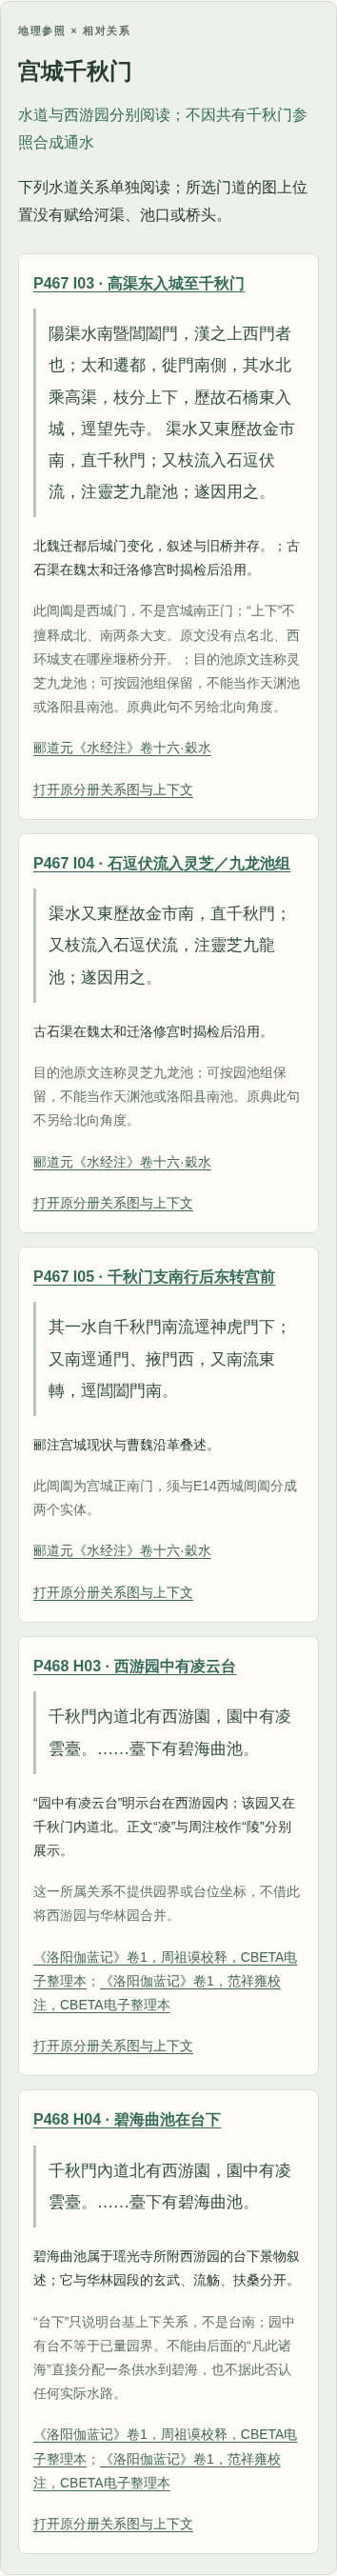 地理参照 × 相对关系
宫城千秋门
水道与西游园分别阅读；不因共有千秋门参
照合成通水
下列水道关系单独阅读；所选门道的图上位
置没有赋给河渠、池口或桥头。
P467 I03 · 高渠东入城至千秋门
陽渠水南暨閶闔門，漢之上西門者
也；太和遷都，徙門南側，其水北
乘高渠，枝分上下，歷故石橋東入
城，逕望先寺。 渠水又東歷故金市
南，直千秋門；又枝流入石逗伏
流，注靈芝九龍池；遂因用之。
北魏迁都后城门变化，叙述与旧桥并存。；古
石渠在魏太和迁洛修宫时揭检后沿用。
此阊阖是西城门，不是宫城南正门；“上下”不
擅释成北、南两条大支。原文没有点名北、西
环城支在哪座堰桥分开。；目的池原文连称灵
芝九龙池；可按园池组保留，不能当作天渊池
或洛阳县南池。原典此句不另给北向角度。
郦道元《水经注》卷十六·穀水
打开原分册关系图与上下文
P467 I04 · 石逗伏流入灵芝／九龙池组
渠水又東歷故金市南，直千秋門；
又枝流入石逗伏流，注靈芝九龍
池；遂因用之。
古石渠在魏太和迁洛修宫时揭检后沿用。
目的池原文连称灵芝九龙池；可按园池组保
留，不能当作天渊池或洛阳县南池。原典此句
不另给北向角度。
郦道元《水经注》卷十六·穀水
打开原分册关系图与上下文
P467 I05 · 千秋门支南行后东转宫前
其一水自千秋門南流逕神虎門下；
又南逕通門、掖門西，又南流東
轉，逕閶闔門南。
郦注宫城现状与曹魏沿革叠述。
此阊阖为宫城正南门，须与E14西城阊阖分成
两个实体。
郦道元《水经注》卷十六·穀水
打开原分册关系图与上下文
P468 H03 · 西游园中有凌云台
千秋門內道北有西游園，園中有凌
雲臺。……臺下有碧海曲池。
“园中有凌云台”明示台在西游园内；该园又在
千秋门内道北。正文“凌”与周注校作“陵”分别
展示。
这一所属关系不提供园界或台位坐标，不借此
将西游园与华林园合并。
《洛阳伽蓝记》卷1，周祖谟校释，CBETA电
子整理本；《洛阳伽蓝记》卷1，范祥雍校
注，CBETA电子整理本
打开原分册关系图与上下文
P468 H04 · 碧海曲池在台下
千秋門內道北有西游園，園中有凌
雲臺。……臺下有碧海曲池。
碧海曲池属于瑶光寺所附西游园的台下景物叙
述；它与华林园段的玄武、流觞、扶桑分开。
“台下”只说明台基上下关系，不是台南；园中
有台不等于已量园界。不能由后面的“凡此诸
海”直接分配一条供水到碧海，也不据此否认
任何实际水路。
《洛阳伽蓝记》卷1，周祖谟校释，CBETA电
子整理本；《洛阳伽蓝记》卷1，范祥雍校
注，CBETA电子整理本
打开原分册关系图与上下文